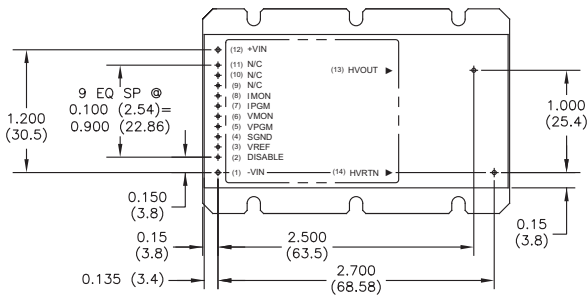 (12) +VIN
(11) N/C
(10) N/C
(9) N/C
(8) IMON
(7) IPGM
(6) VMON
(5) VPGM
(4) SGND
(3) VREF
(2) DISABLE
(1) -VIN
(13) HVOUT
(14) HVRTN
9 EQ SP @
0.100 (2.54)=
0.900 (22.86)
1.200
(30.5)
1.000
(25.4)
0.150
(3.8)
0.15
(3.8)
0.15
(3.8)
2.500
(63.5)
0.135 (3.4)
2.700
(68.58)